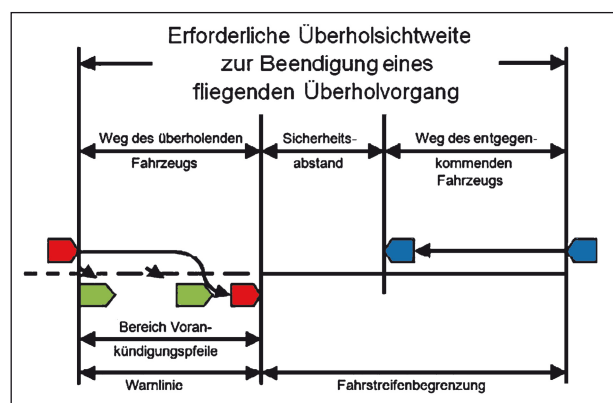 Erforderliche Überholsichtweite
zur Beendigung eines
fliegenden Überholvorgang
Weg des überholenden
Fahrzeugs
Sicherheits-
abstand
Weg des entgegen-
kommenden
Fahrzeugs
Bereich Voran-
kündigungspfeile
Warnlinie
Fahrstreifenbegrenzung